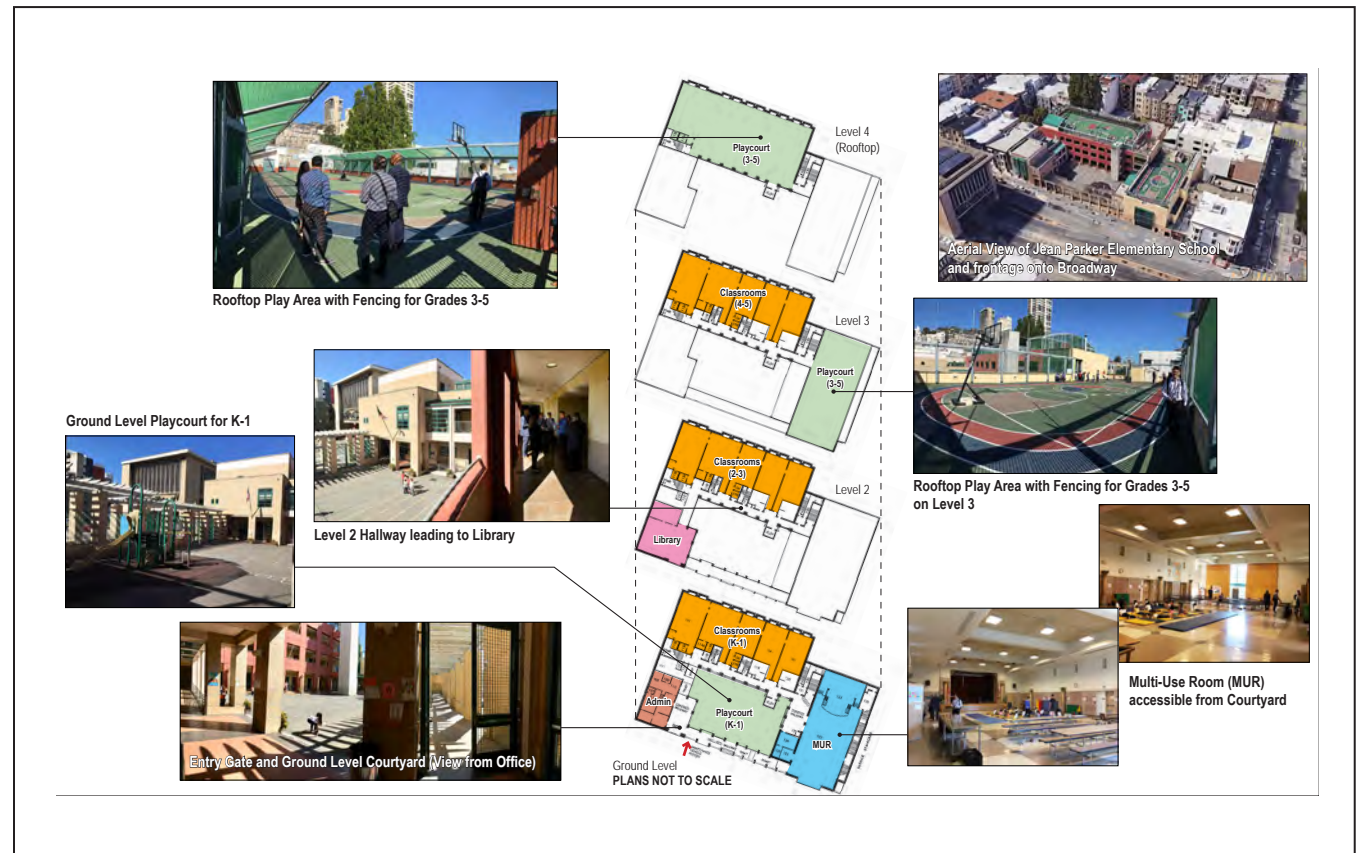 Level 4
(Rooftop)
Playcourt
(3-5)
Aerial View of Jean Parker Elementary School
and frontage onto Broadway
Rooftop Play Area with Fencing for Grades 3-5
Classrooms
(4-5)
Level 3
Playcourt
(3-5)
Ground Level Playcourt for K-1
Rooftop Play Area with Fencing for Grades 3-5
on Level 3
Classrooms
(2-3)
Level 2
Library
Level 2 Hallway leading to Library
Classrooms
(K-1)
Admin
Playcourt
(K-1)
MUR
Multi-Use Room (MUR)
accessible from Courtyard
Entry Gate and Ground Level Courtyard (View from Office)
Ground Level
PLANS NOT TO SCALE